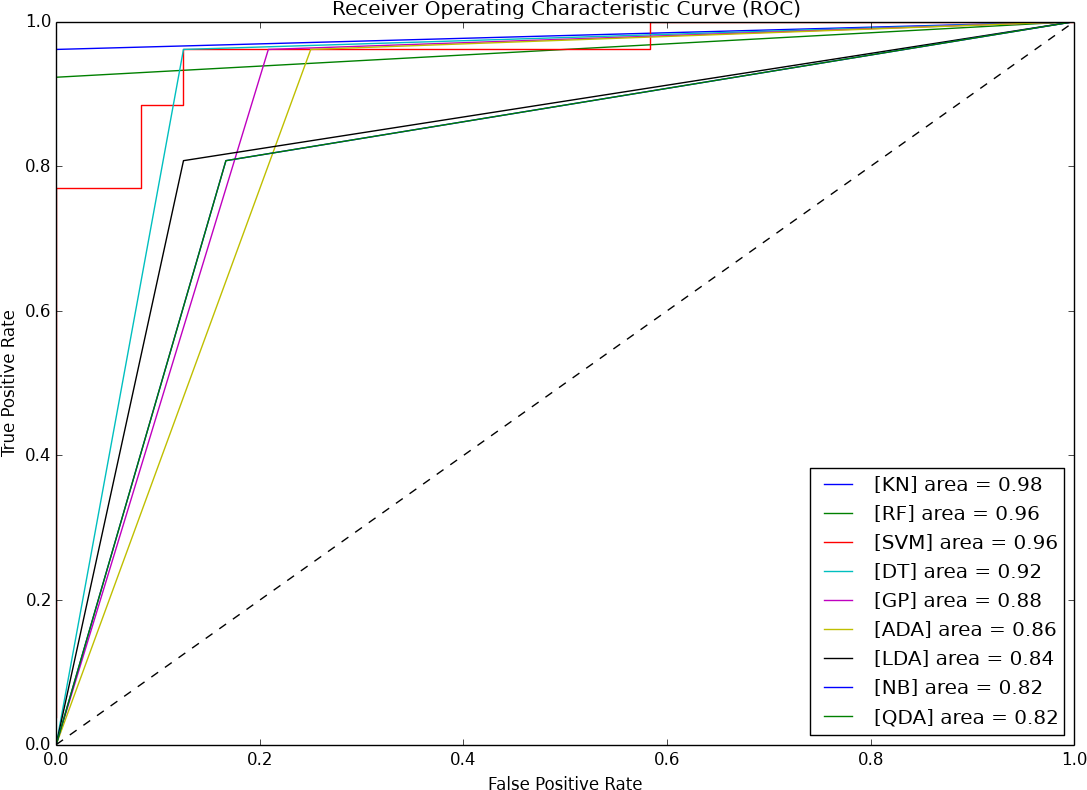 Receiver Operating Characteristic Curve (ROC)
1.0
0.8
0.6
0.4
0.2
0.0
True Positive Rate
[KN] area = 0.98
[RF] area = 0.96
[SVM] area = 0.96
[DT] area = 0.92
[GP] area = 0.88
[ADA] area = 0.86
[LDA] area = 0.84
[NB] area = 0.82
[QDA] area = 0.82
0.0 0.2 0.4 0.6 0.8 1.0
False Positive Rate